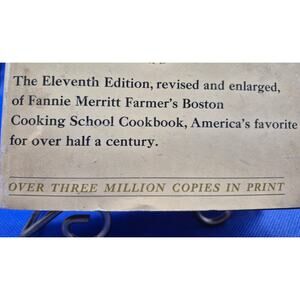 The Eleventh Edition, revised and enlarged,
of Fannie Merritt Farmer's Boston
Cooking School Cookbook, America's favorite
for over half a century.
OVER THREE MILLION COPIES IN PRINT